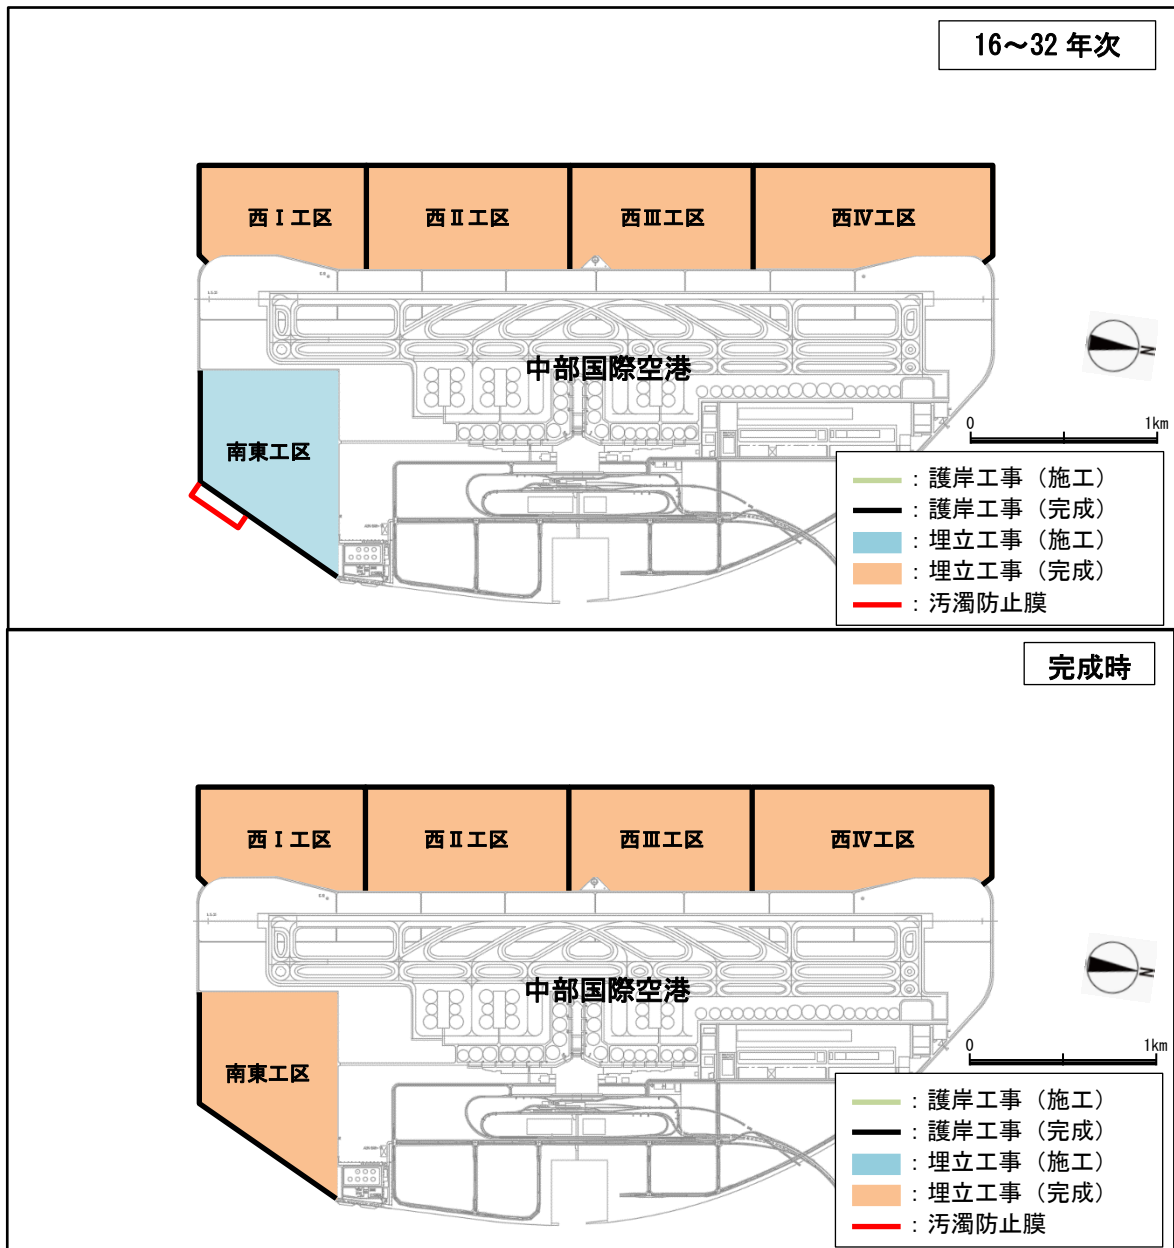 16～32 年次
西Ⅰ工区
西Ⅱ工区
西Ⅲ工区
西Ⅳ工区
中部国際空港
南東工区
N
0
1km
：護岸工事（施工）
：護岸工事（完成）
：埋立工事（施工）
：埋立工事（完成）
：汚濁防止膜
完成時
西Ⅰ工区
西Ⅱ工区
西Ⅲ工区
西Ⅳ工区
中部国際空港
南東工区
N
0
1km
：護岸工事（施工）
：護岸工事（完成）
：埋立工事（施工）
：埋立工事（完成）
：汚濁防止膜